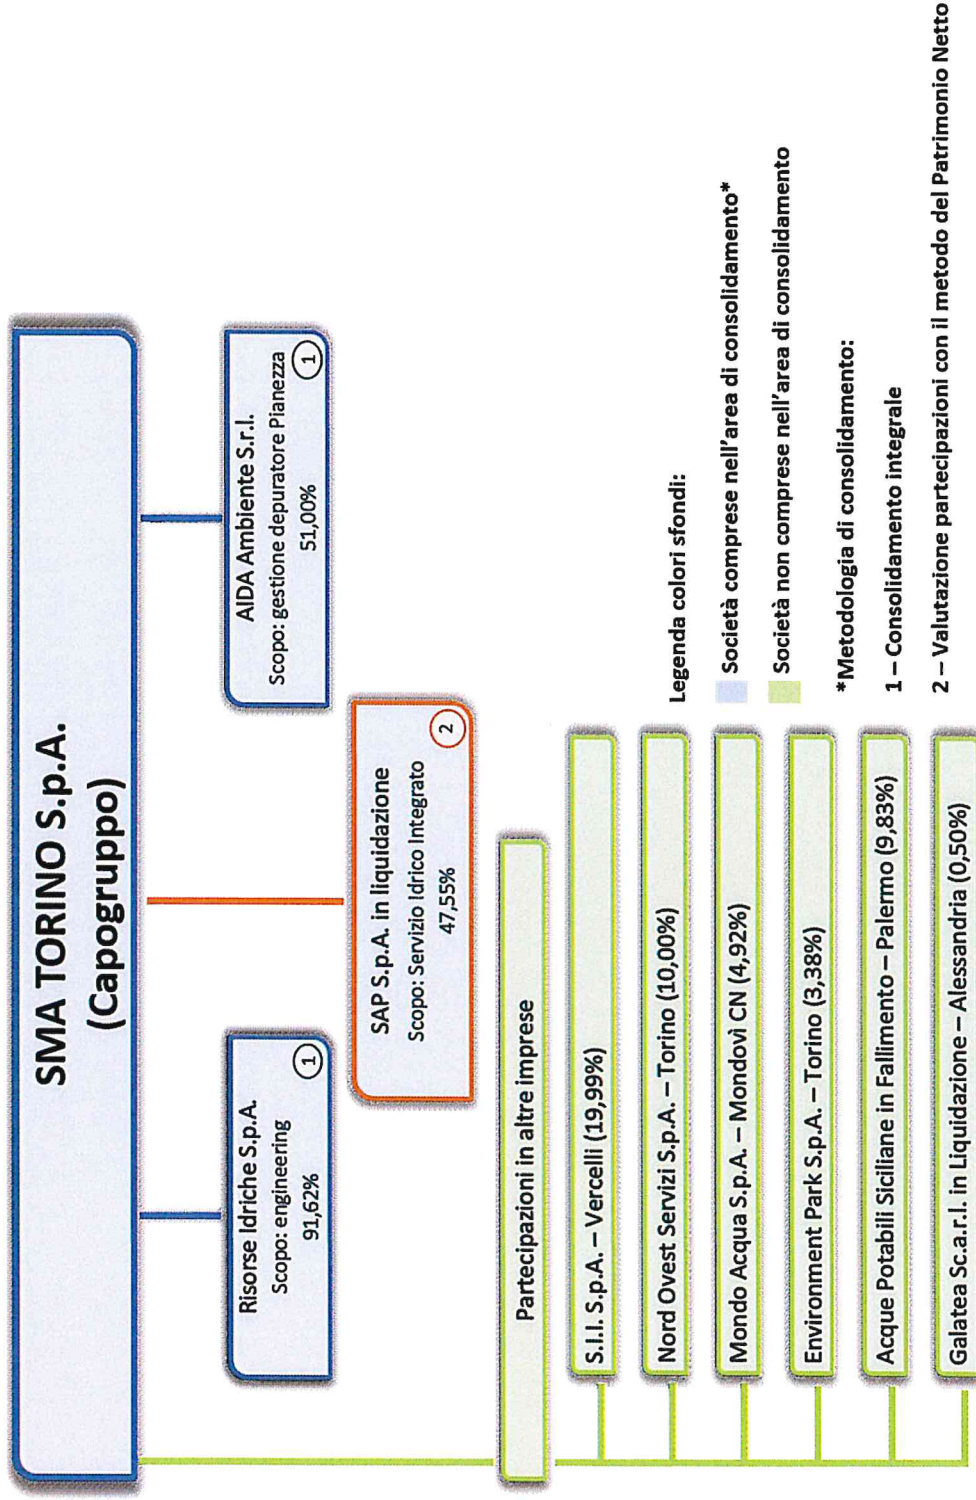 SMA TORINO S.p.A.
(Capogruppo)
Risorse Idriche S.p.A.
Scopo: engineering
91,62%
1
SAP S.p.A. in liquidazione
Scopo: Servizio Idrico Integrato
47,55%
2
AIDA Ambiente S.r.l.
Scopo: gestione depuratore Pianezza
51,00%
1
Partecipazioni in altre imprese
S.I.I. S.p.A. – Vercelli (19,99%)
Nord Ovest Servizi S.p.A. – Torino (10,00%)
Mondo Acqua S.p.A. – Mondovì CN (4,92%)
Environment Park S.p.A. – Torino (3,38%)
Acque Potabili Siciliane in Fallimento – Palermo (9,83%)
Galatea Sc.a.r.l. in Liquidazione – Alessandria (0,50%)
Legenda colori sfondi:
Società comprese nell'area di consolidamento*
Società non comprese nell'area di consolidamento
*Metodologia di consolidamento:
1 – Consolidamento integrale
2 – Valutazione partecipazioni con il metodo del Patrimonio Netto